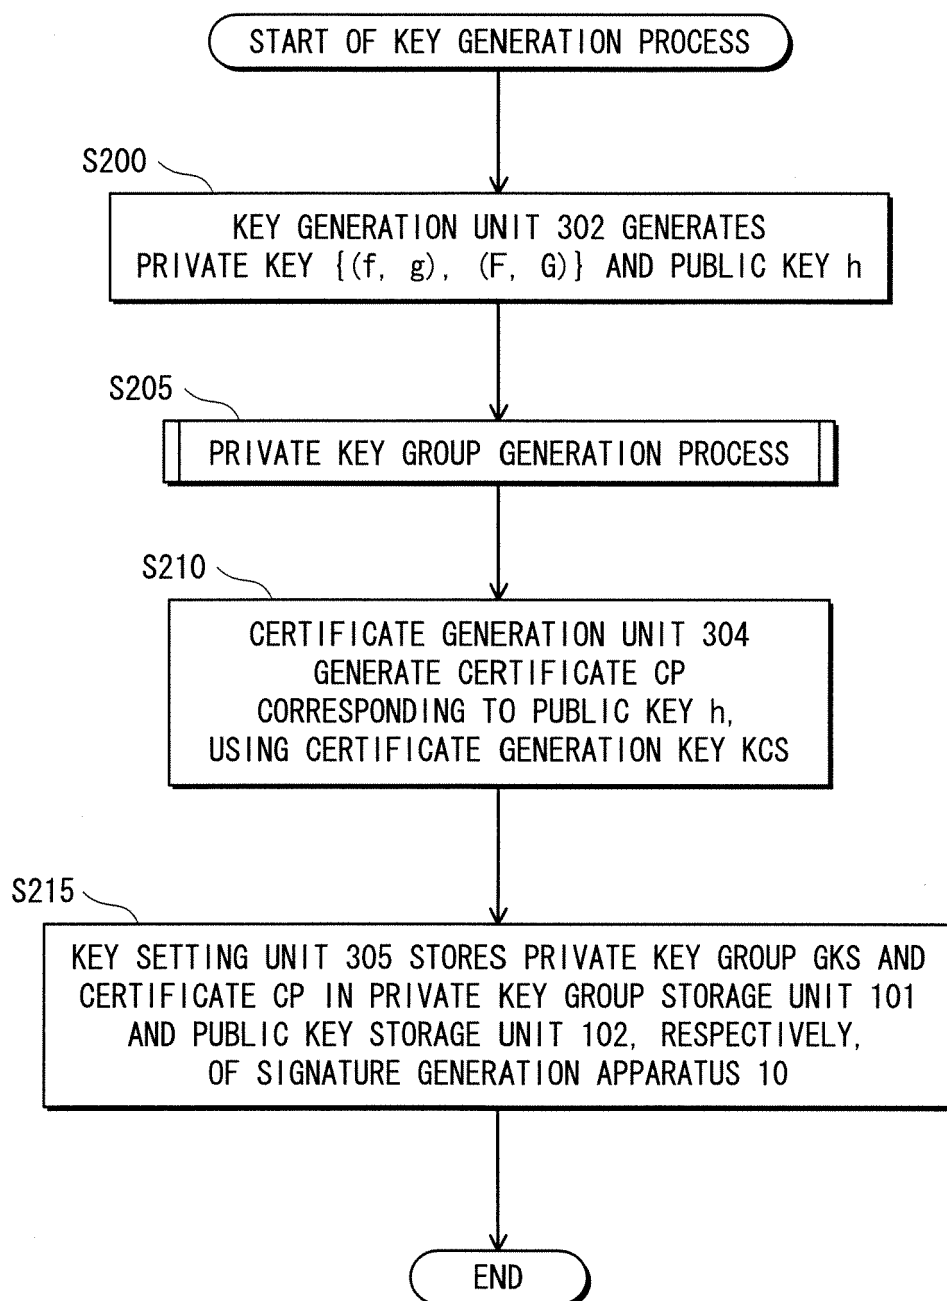 START OF KEY GENERATION PROCESS
S200
KEY GENERATION UNIT 302 GENERATES
PRIVATE KEY {(f, g), (F, G)} AND PUBLIC KEY h
S205
PRIVATE KEY GROUP GENERATION PROCESS
S210
CERTIFICATE GENERATION UNIT 304
GENERATE CERTIFICATE CP
CORRESPONDING TO PUBLIC KEY h,
USING CERTIFICATE GENERATION KEY KCS
S215
KEY SETTING UNIT 305 STORES PRIVATE KEY GROUP GKS AND
CERTIFICATE CP IN PRIVATE KEY GROUP STORAGE UNIT 101
AND PUBLIC KEY STORAGE UNIT 102, RESPECTIVELY,
OF SIGNATURE GENERATION APPARATUS 10
END